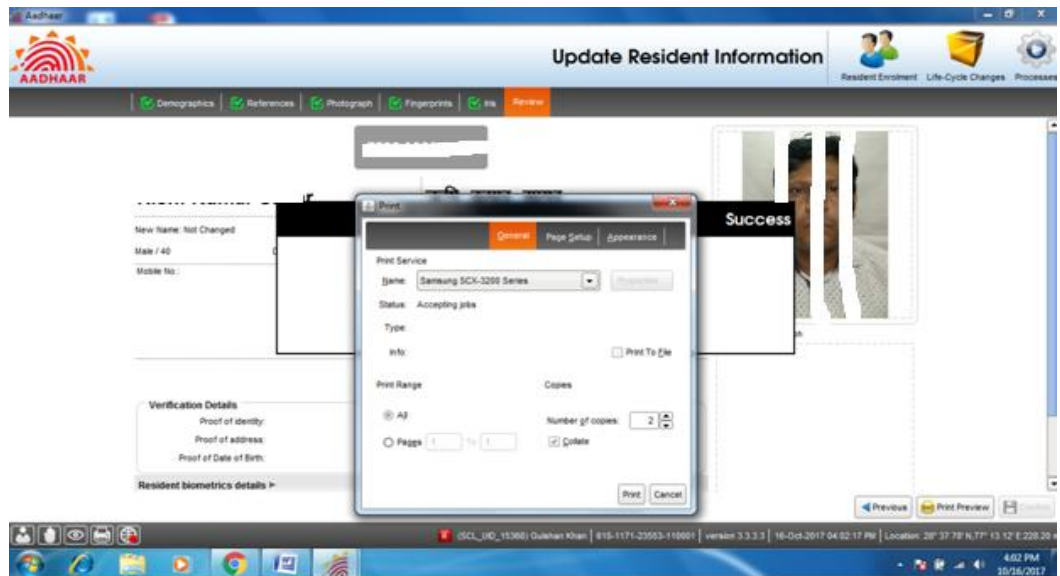 Aadhaar
AADHAAR
Update Resident Information
Resident Enrolment
Life-Cycle Changes
Processes
Demographics
References
Photograph
Fingerprints
Iris
Review
New Name: Not Changed
Male / 40
Mobile No.:
Success
Print
General
Page Setup
Appearance
Print Service
Name: Samsung SCX-3200 Series
Properties
Status: Accepting jobs
Type:
Info:
Print To File
Print Range
Copies
All
Number of copies: 2
Pages 1 To 1
Collate
Print
Cancel
Verification Details
Proof of identity:
Proof of address:
Proof of Date of Birth:
Resident biometrics details
Previous
Print Preview
(SCL_UID_15360) Gulshan Khan
version 3.3.3.3
16-Oct-2017 04:02:17 PM
4:02 PM
10/16/2017